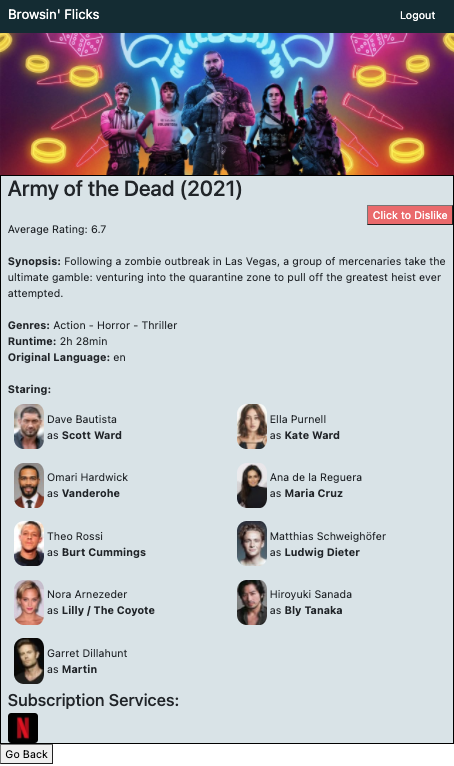 Browsin' Flicks
Logout
Army of the Dead (2021)
Click to Dislike
Average Rating: 6.7
Synopsis: Following a zombie outbreak in Las Vegas, a group of mercenaries take the
ultimate gamble: venturing into the quarantine zone to pull off the greatest heist ever
attempted.
Genres: Action - Horror - Thriller
Runtime: 2h 28min
Original Language: en
Staring:
Dave Bautista
as Scott Ward
Ella Purnell
as Kate Ward
Omari Hardwick
as Vanderohe
Ana de la Reguera
as Maria Cruz
Theo Rossi
as Burt Cummings
Matthias Schweighöfer
as Ludwig Dieter
Nora Arnezeder
as Lilly / The Coyote
Hiroyuki Sanada
as Bly Tanaka
Garret Dillahunt
as Martin
Subscription Services:
N
Go Back